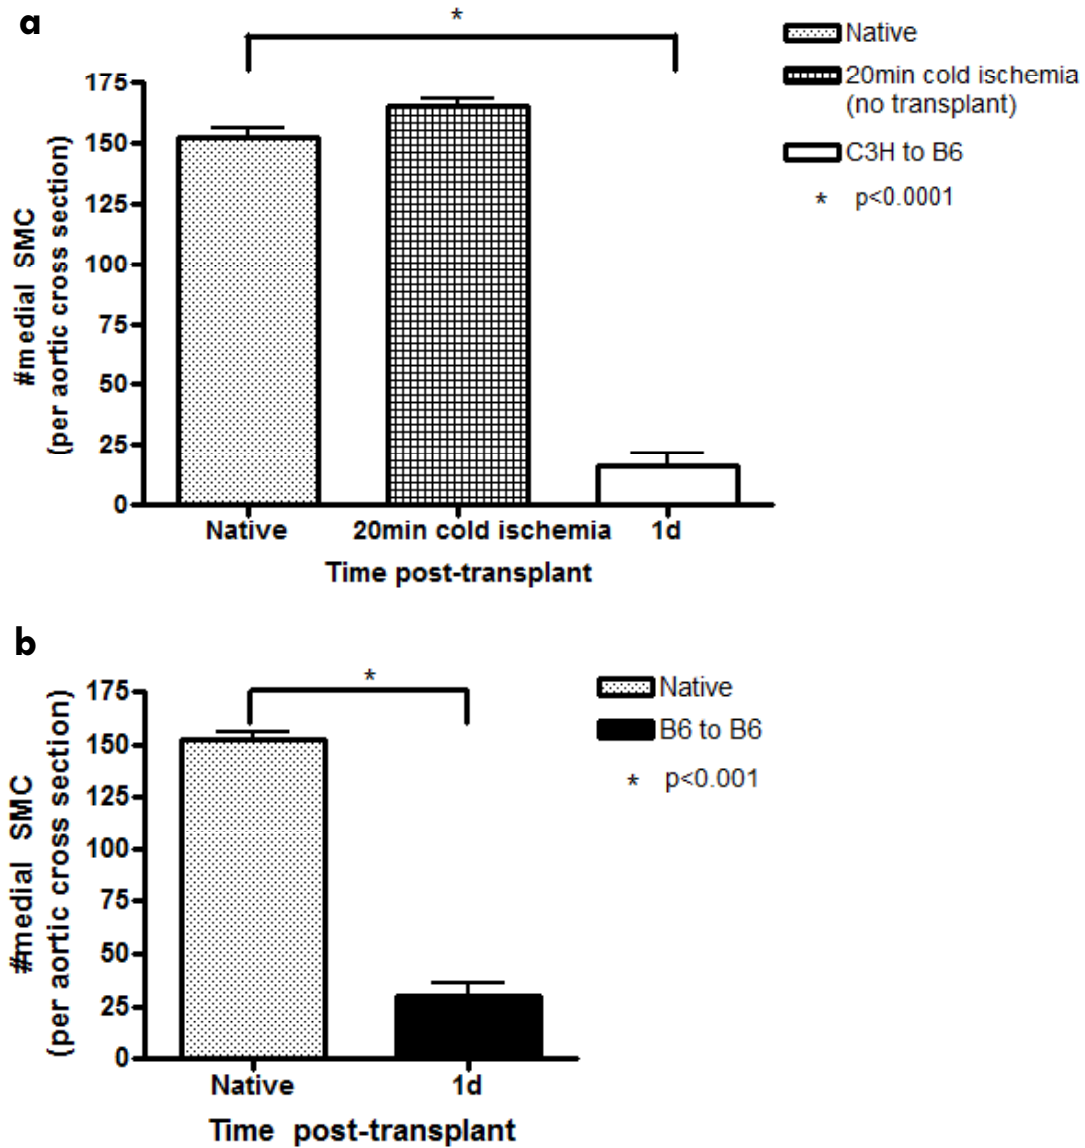 a
*
175
150
125
100
75
50
25
0
#medial SMC
(per aortic cross section)
Native
20min cold ischemia
1d
Time post-transplant
Native
20min cold ischemia
(no transplant)
C3H to B6
* p<0.0001
b
*
175
150
125
100
75
50
25
0
#medial SMC
(per aortic cross section)
Native
1d
Time post-transplant
Native
B6 to B6
* p<0.001